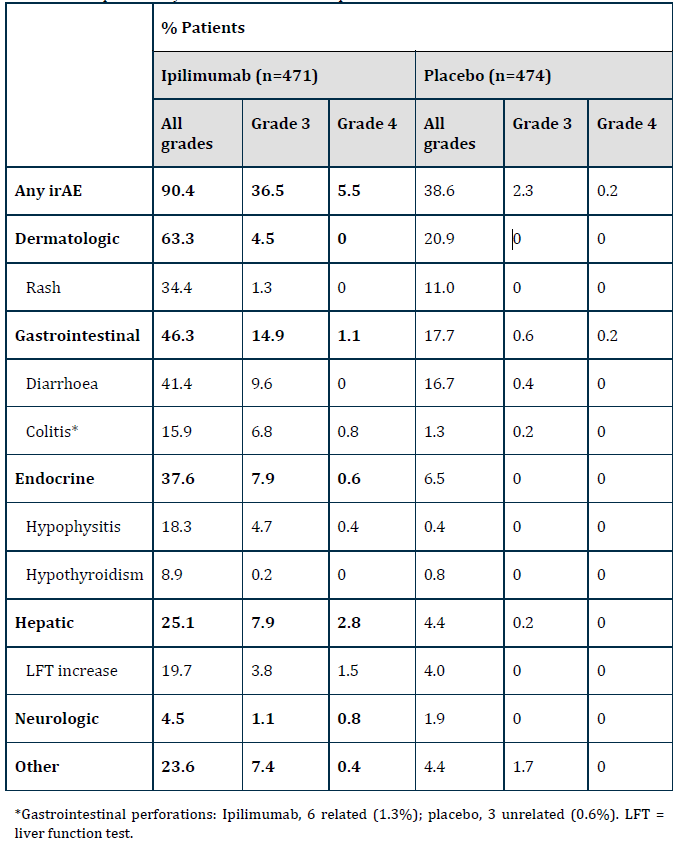 % Patients
Ipilimumab (n=471) Placebo (n=474)
All grades Grade 3 Grade 4 All grades Grade 3 Grade 4
Any irAE 90.4 36.5 5.5 38.6 2.3 0.2
Dermatologic 63.3 4.5 0 20.9 0 0
Rash 34.4 1.3 0 11.0 0 0
Gastrointestinal 46.3 14.9 1.1 17.7 0.6 0.2
Diarrhoea 41.4 9.6 0 16.7 0.4 0
Colitis* 15.9 6.8 0.8 1.3 0.2 0
Endocrine 37.6 7.9 0.6 6.5 0 0
Hypophysitis 18.3 4.7 0.4 0.4 0 0
Hypothyroidism 8.9 0.2 0 0.8 0 0
Hepatic 25.1 7.9 2.8 4.4 0.2 0
LFT increase 19.7 3.8 1.5 4.0 0 0
Neurologic 4.5 1.1 0.8 1.9 0 0
Other 23.6 7.4 0.4 4.4 1.7 0
*Gastrointestinal perforations: Ipilimumab, 6 related (1.3%); placebo, 3 unrelated (0.6%). LFT =
liver function test.